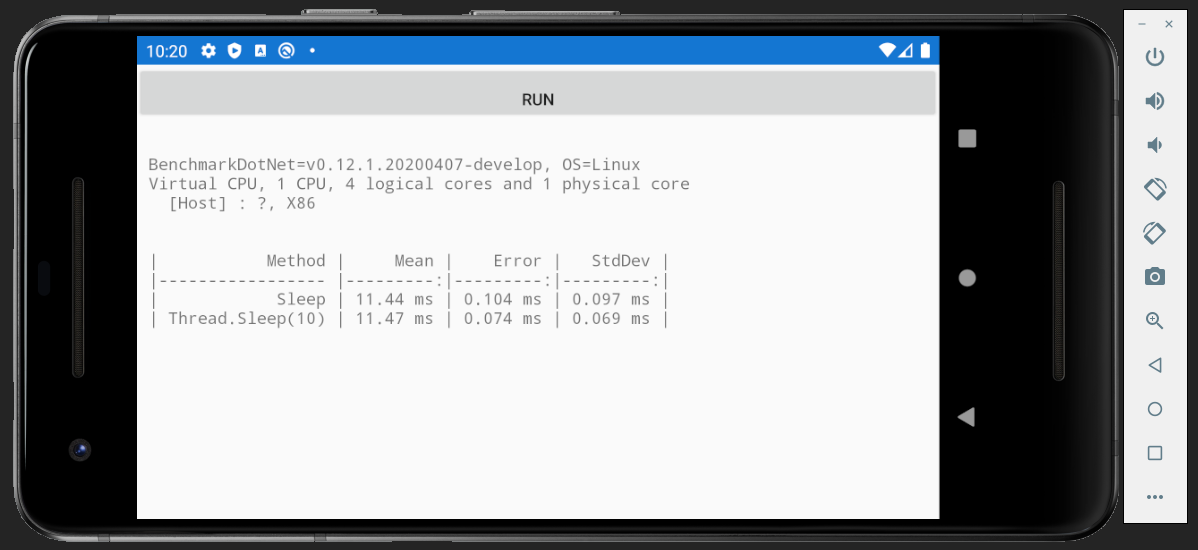 10:20
RUN
BenchmarkDotNet=v0.12.1.20200407-develop, OS=Linux
Virtual CPU, 1 CPU, 4 logical cores and 1 physical core
  [Host] : ?, X86
|           Method |     Mean |    Error |   StdDev |
|----------------- |---------:|---------:|---------:|
|            Sleep | 11.44 ms | 0.104 ms | 0.097 ms |
| Thread.Sleep(10) | 11.47 ms | 0.074 ms | 0.069 ms |